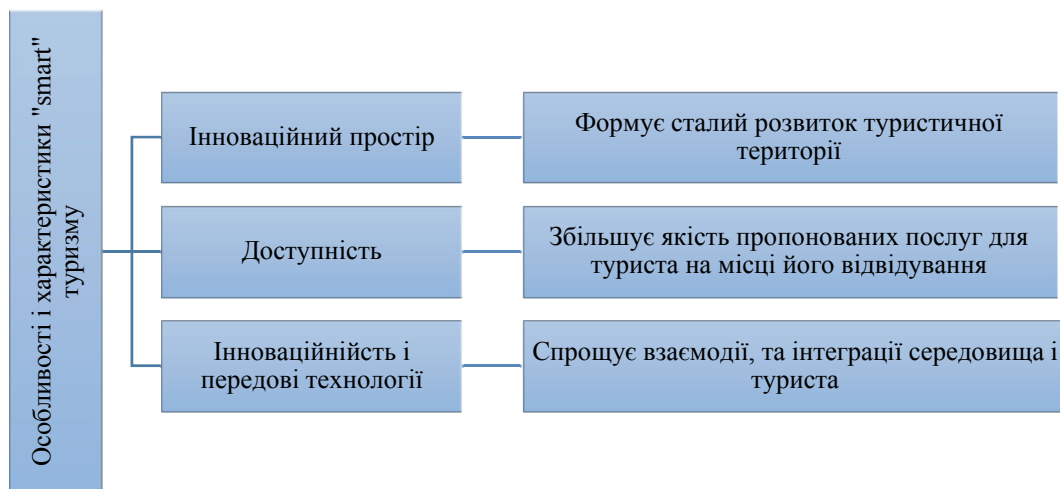 Особливості і характеристики "smart"
туризму
Інноваційний простір
Формує сталий розвиток туристичної
території
Доступність
Збільшує якість пропонованих послуг для
туриста на місці його відвідування
Інноваційнійсть і
передові технології
Спрощує взаємодії, та інтеграції середовища і
туриста